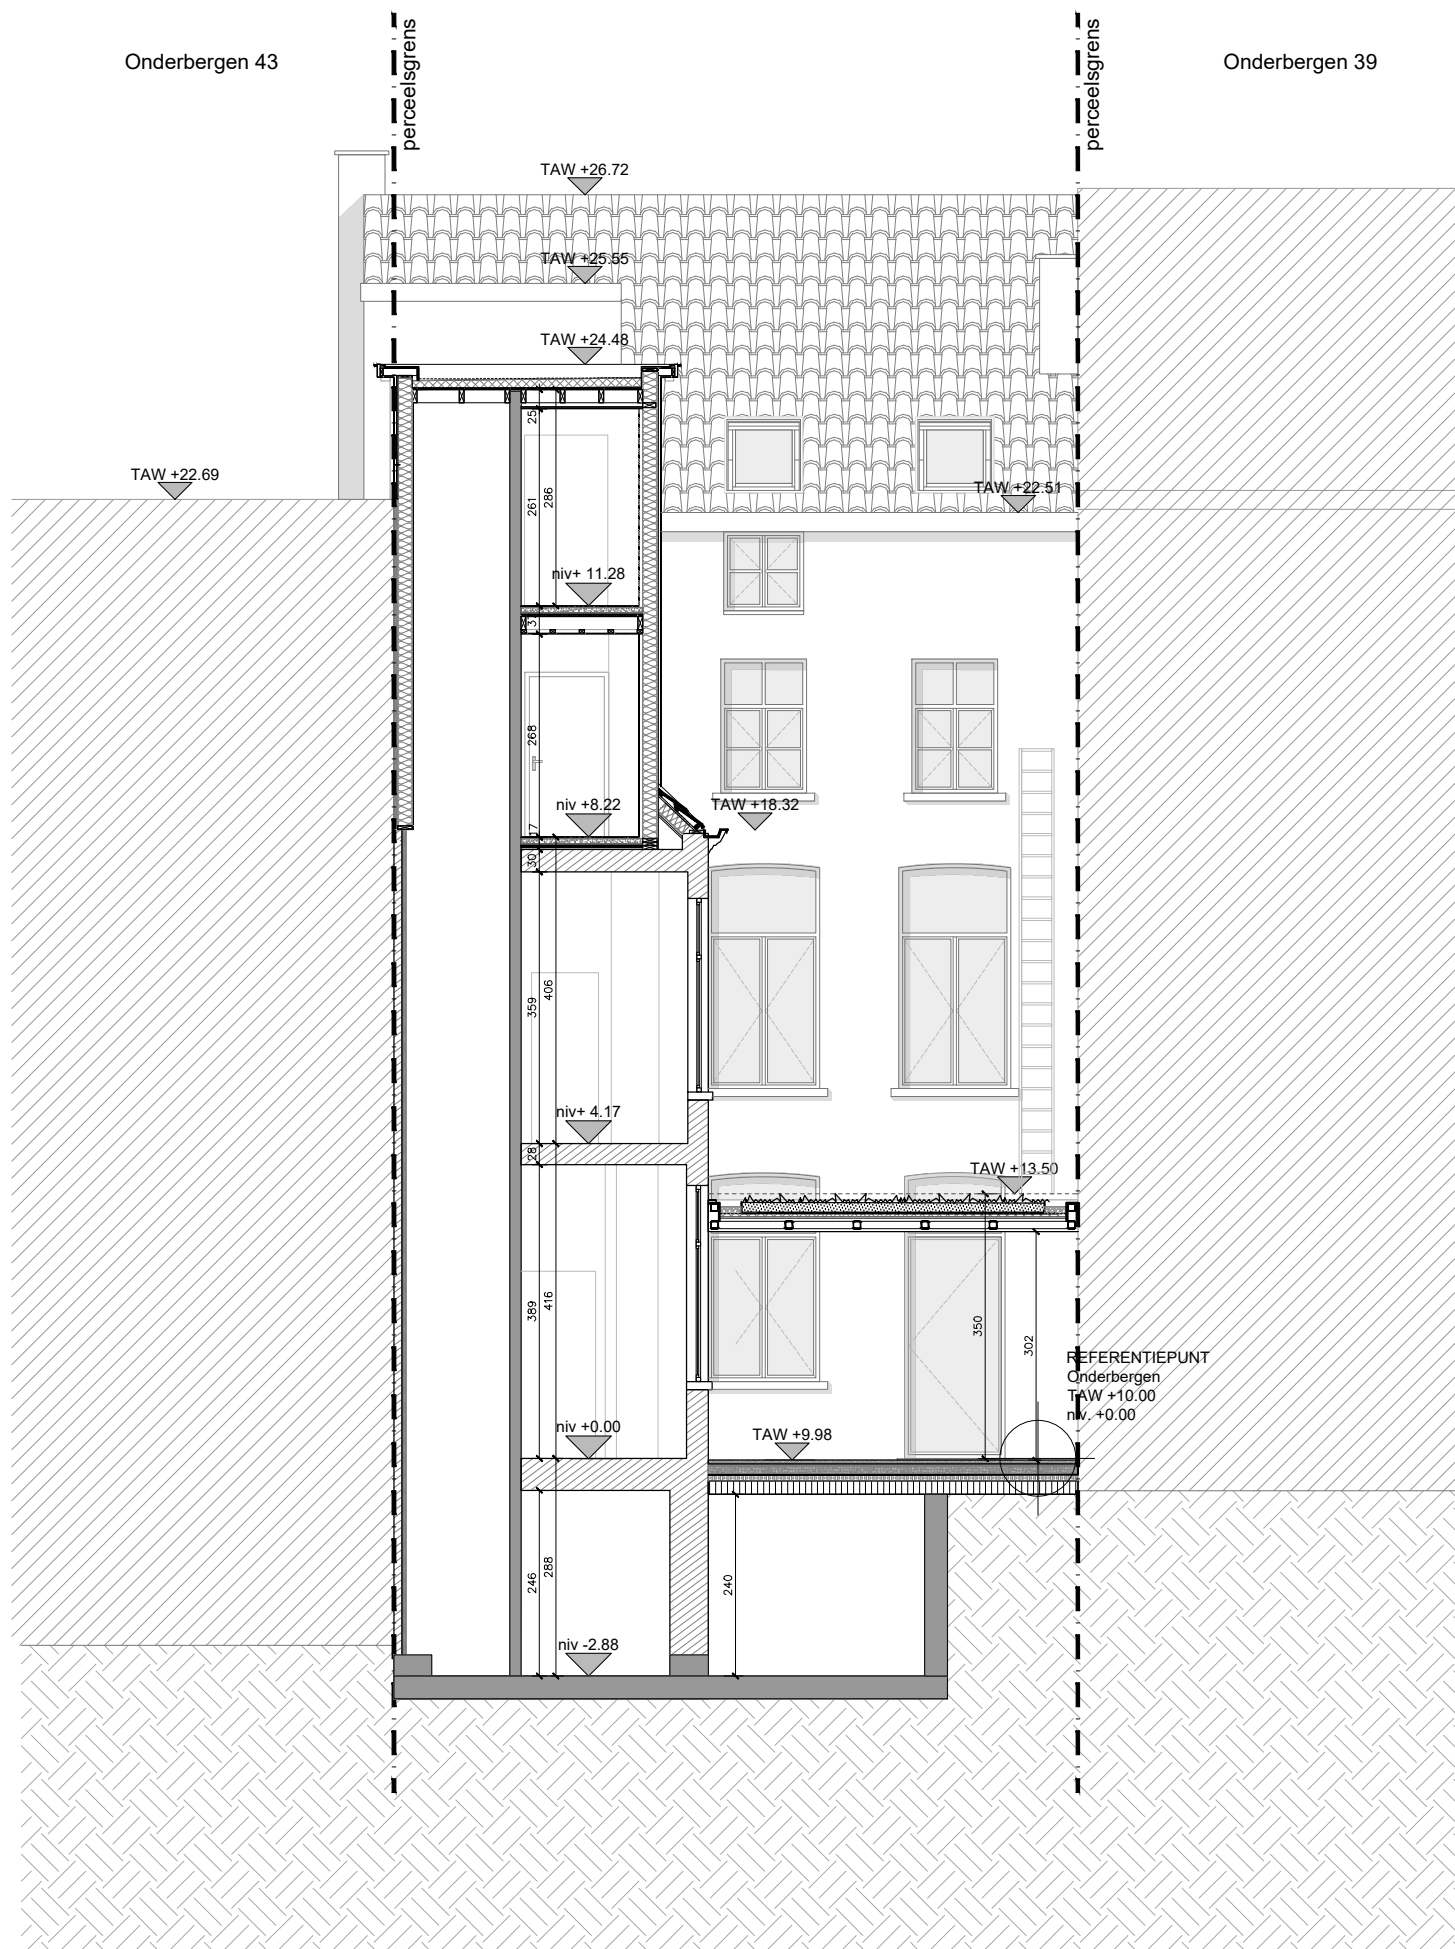 Onderbergen 43
perceelsgrens
perceelsgrens
Onderbergen 39
TAW +26.72
TAW +25.55
TAW +24.48
25
TAW +22.69
261
286
TAW +22.51
niv+ 11.28
268
niv +8.22
TAW +18.32
17
30
359
406
niv+ 4.17
28
TAW +13.50
389
416
350
302
REFERENTIEPUNT
Onderbergen
TAW +10.00
niv. +0.00
niv +0.00
TAW +9.98
246
288
240
niv -2.88